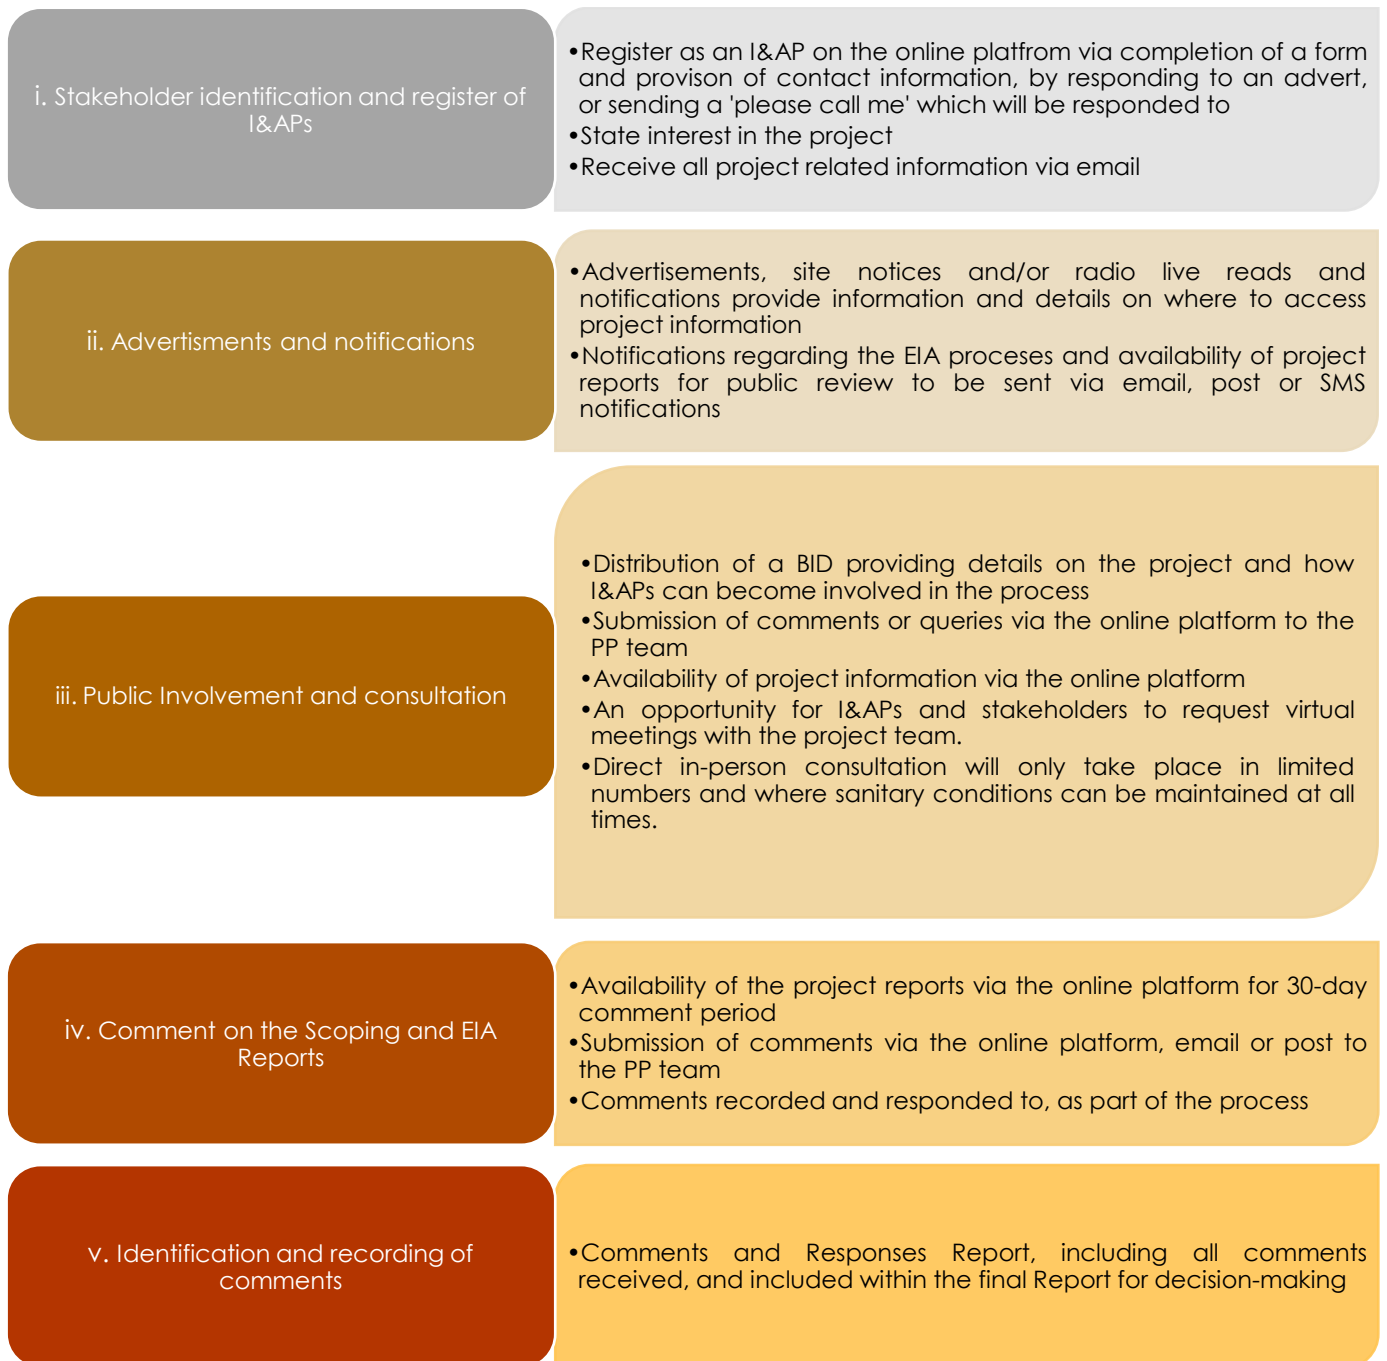 i. Stakeholder identification and register of
I&APs
•Register as an I&AP on the online platfrom via completion of a form
and provison of contact information, by responding to an advert,
or sending a 'please call me' which will be responded to
•State interest in the project
•Receive all project related information via email
ii. Advertisments and notifications
•Advertisements, site notices and/or radio live reads and
notifications provide information and details on where to access
project information
•Notifications regarding the EIA proceses and availability of project
reports for public review to be sent via email, post or SMS
notifications
iii. Public Involvement and consultation
•Distribution of a BID providing details on the project and how
I&APs can become involved in the process
•Submission of comments or queries via the online platform to the
PP team
•Availability of project information via the online platform
•An opportunity for I&APs and stakeholders to request virtual
meetings with the project team.
•Direct in-person consultation will only take place in limited
numbers and where sanitary conditions can be maintained at all
times.
iv. Comment on the Scoping and EIA
Reports
•Availability of the project reports via the online platform for 30-day
comment period
•Submission of comments via the online platform, email or post to
the PP team
•Comments recorded and responded to, as part of the process
v. Identification and recording of
comments
•Comments and Responses Report, including all comments
received, and included within the final Report for decision-making